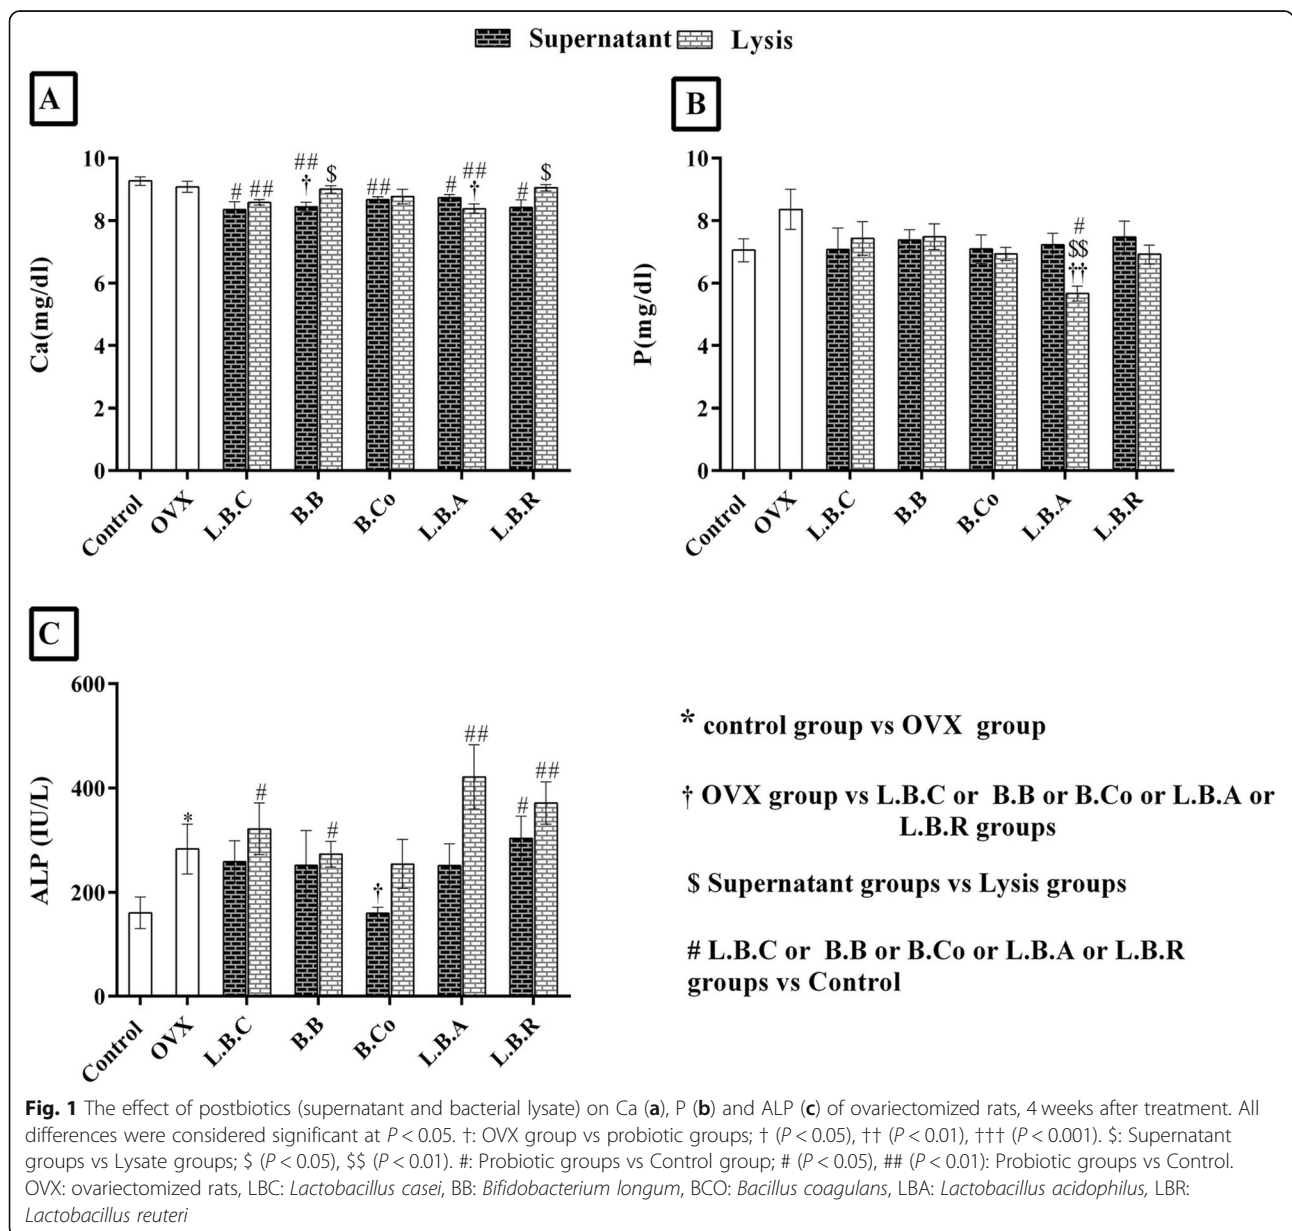 Supernatant Lysis
A
Ca(mg/dl)
10
8
6
4
2
0
## ##
# ## † $ ## # † # $
Control OVX L.B.C B.B B.Co L.B.A L.B.R
B
P(mg/dl)
10
8
6
4
2
0
#
$$
††
Control OVX L.B.C B.B B.Co L.B.A L.B.R
C
ALP (IU/L)
600
400
200
0
* # # † ## # ##
Control OVX L.B.C B.B B.Co L.B.A L.B.R
* control group vs OVX group
† OVX group vs L.B.C or B.B or B.Co or L.B.A or
L.B.R groups
$ Supernatant groups vs Lysis groups
# L.B.C or B.B or B.Co or L.B.A or L.B.R
groups vs Control
Fig. 1 The effect of postbiotics (supernatant and bacterial lysate) on Ca (a), P (b) and ALP (c) of ovariectomized rats, 4 weeks after treatment. All
differences were considered significant at P < 0.05. †: OVX group vs probiotic groups; † (P < 0.05), †† (P < 0.01), ††† (P < 0.001). $: Supernatant
groups vs Lysate groups; $ (P < 0.05), $$ (P < 0.01). #: Probiotic groups vs Control group; # (P < 0.05), ## (P < 0.01): Probiotic groups vs Control.
OVX: ovariectomized rats, LBC: Lactobacillus casei, BB: Bifidobacterium longum, BCO: Bacillus coagulans, LBA: Lactobacillus acidophilus, LBR:
Lactobacillus reuteri